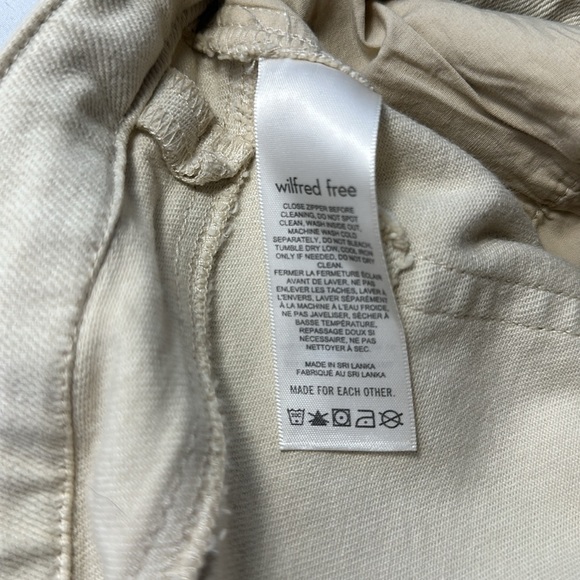 wilfred free
CLOSE ZIPPER BEFORE
CLEANING, DO NOT SPOT
CLEAN, WASH INSIDE OUT,
MACHINE WASH COLD
SEPARATELY, DO NOT BLEACH,
TUMBLE DRY LOW, COOL IRON
ONLY IF NEEDED, DO NOT DRY
CLEAN.
FERMER LA FERMETURE ÉCLAIR
AVANT DE LAVER, NE PAS
ENLEVER LES TACHES, LAVER À
L'ENVERS, LAVER SÉPARÉMENT
À LA MACHINE À L'EAU FROIDE,
NE PAS JAVELISER, SÉCHER À
BASSE TEMPÉRATURE,
REPASSAGE DOUX SI
NÉCESSAIRE, NE PAS
NETTOYER À SEC.
MADE IN SRI LANKA
FABRIQUÉ AU SRI LANKA
MADE FOR EACH OTHER.
30C